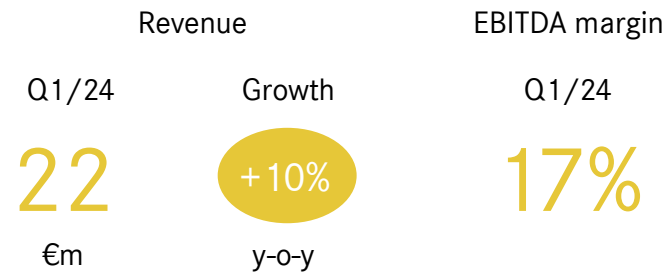 Revenue EBITDA margin
Q1/24 Growth Q1/24
22 +10% 17%
€m y-o-y